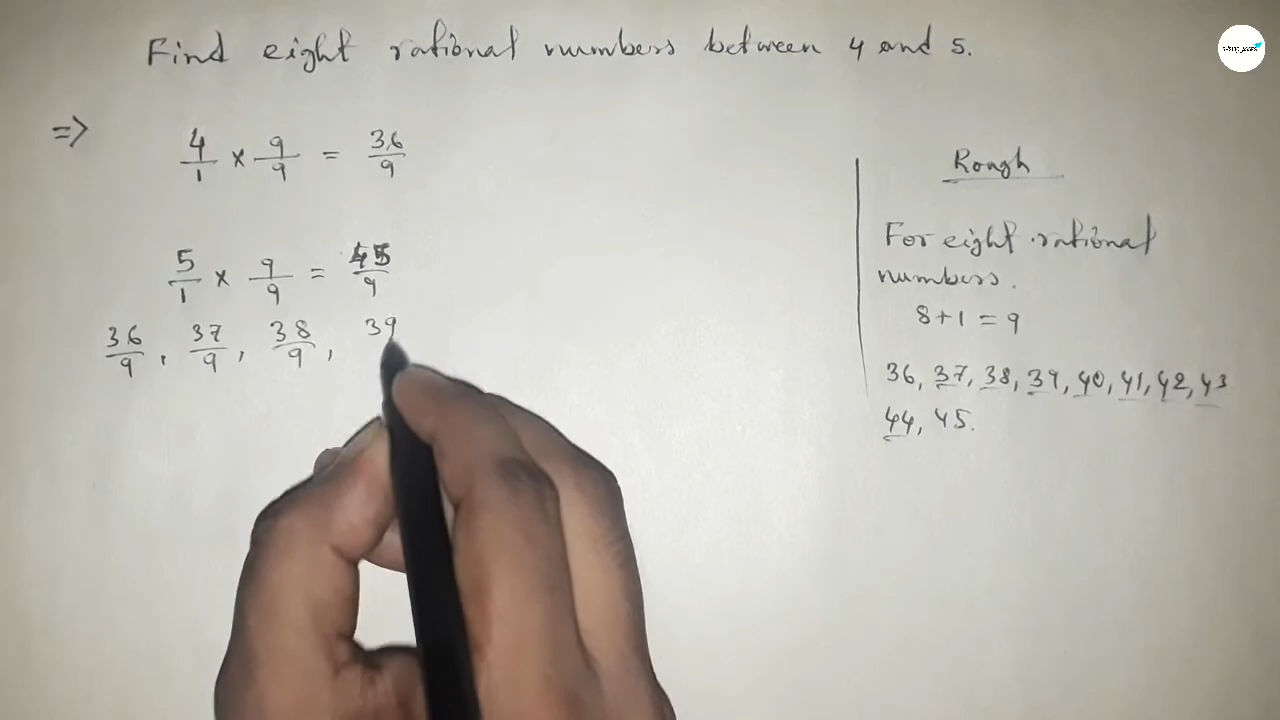 Find eight rational numbers between 4 and 5.
=> 4/1 × 9/9 = 36/9
5/1 × 9/9 = 45/9
36/9, 37/9, 38/9, 39
Rough
For eight rational
numbers.
8+1 = 9
36, 37, 38, 39, 40, 41, 42, 43
44, 45.